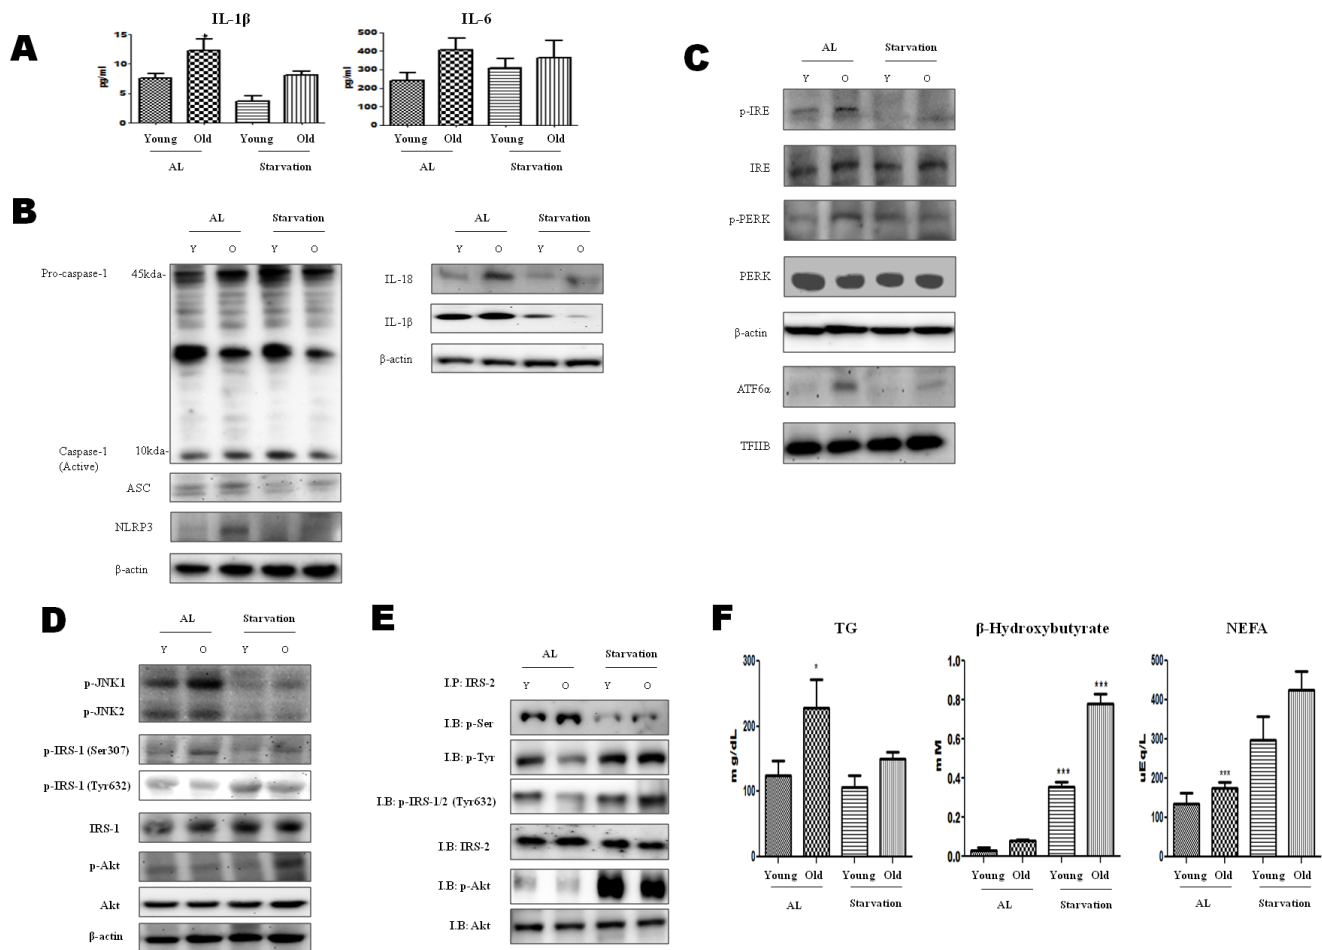 A
IL-1β
pg/ml
15
10
5
0
Young Old Young Old
AL Starvation
IL-6
pg/ml
500
400
300
200
100
0
Young Old Young Old
AL Starvation
B
AL Starvation
Y O Y O
Pro-caspase-1 45kda-
Caspase-1 10kda-
(Active)
ASC
NLRP3
β-actin
AL Starvation
Y O Y O
IL-18
IL-1β
β-actin
C
AL Starvation
Y O Y O
p-IRE
IRE
p-PERK
PERK
β-actin
ATF6α
TFIIB
D
AL Starvation
Y O Y O
p-JNK1
p-JNK2
p-IRS-1 (Ser307)
p-IRS-1 (Tyr632)
IRS-1
p-Akt
Akt
β-actin
E
AL Starvation
I.P: IRS-2 Y O Y O
I.B: p-Ser
I.B: p-Tyr
I.B: p-IRS-1/2 (Tyr632)
I.B: IRS-2
I.B: p-Akt
I.B: Akt
F
TG
mg/dL
300
200
100
0
*
Young Old Young Old
AL Starvation
β-Hydroxybutyrate
mM
1.0
0.8
0.6
0.4
0.2
0.0
***
***
Young Old Young Old
AL Starvation
NEFA
uEq/L
500
400
300
200
100
0
***
Young Old Young Old
AL Starvation